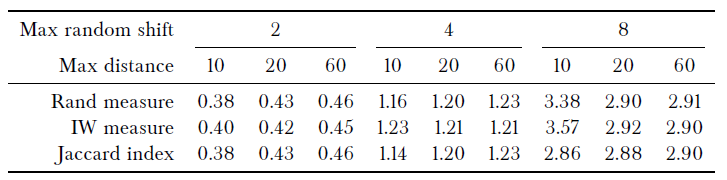 Max random shift 2 4 8
Max distance 10 20 60 10 20 60 10 20 60
Rand measure 0.38 0.43 0.46 1.16 1.20 1.23 3.38 2.90 2.91
IW measure 0.40 0.42 0.45 1.23 1.21 1.21 3.57 2.92 2.90
Jaccard index 0.38 0.43 0.46 1.14 1.20 1.23 2.86 2.88 2.90